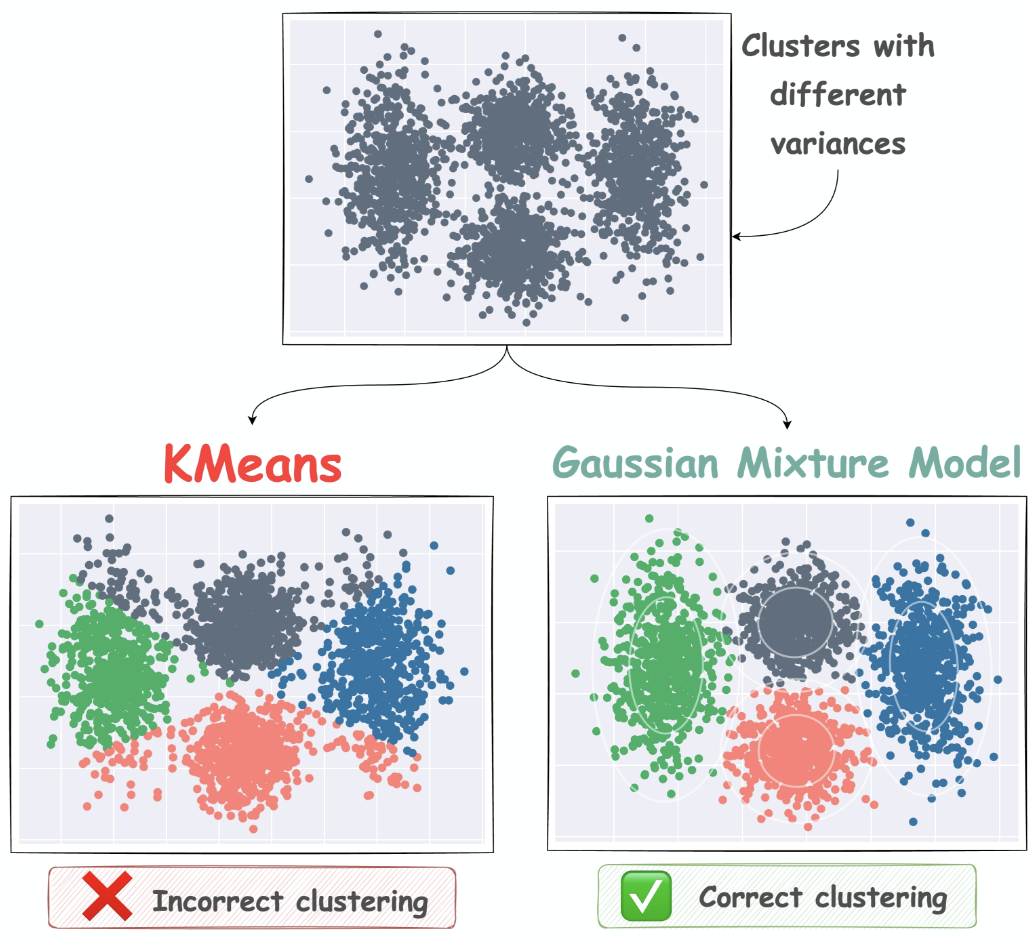 Clusters with
different
variances
KMeans
Gaussian Mixture Model
Incorrect clustering
Correct clustering